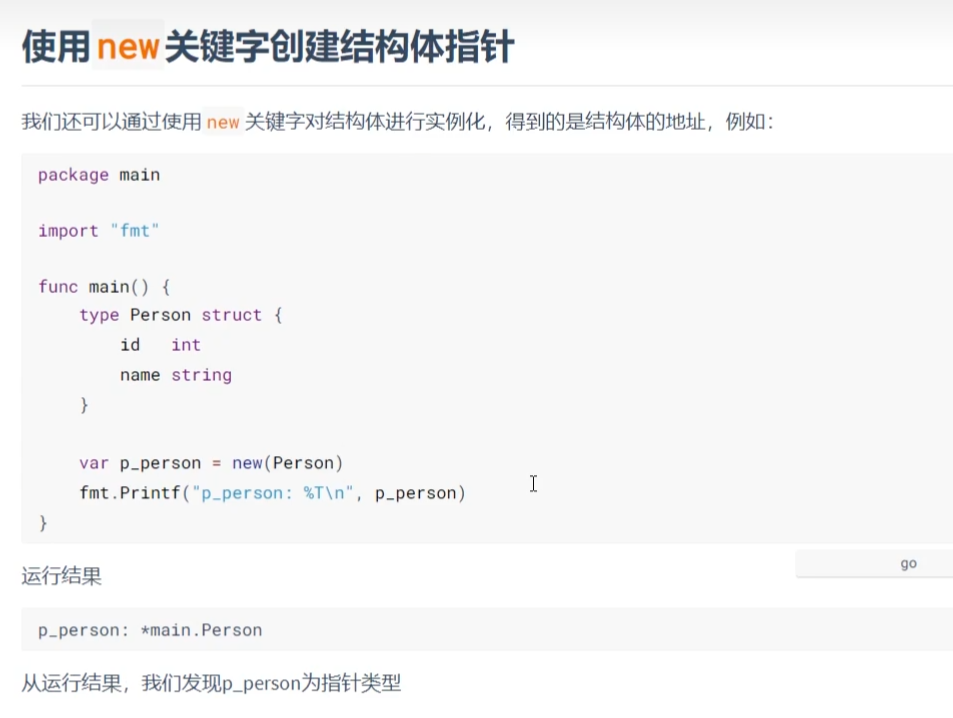 使用new关键字创建结构体指针
我们还可以通过使用 new 关键字对结构体进行实例化，得到的是结构体的地址，例如：
package main
import "fmt"
func main() {
    type Person struct {
        id   int
        name string
    }
    var p_person = new(Person)
    fmt.Printf("p_person: %T\n", p_person)
}
go
运行结果
p_person: *main.Person
从运行结果，我们发现p_person为指针类型